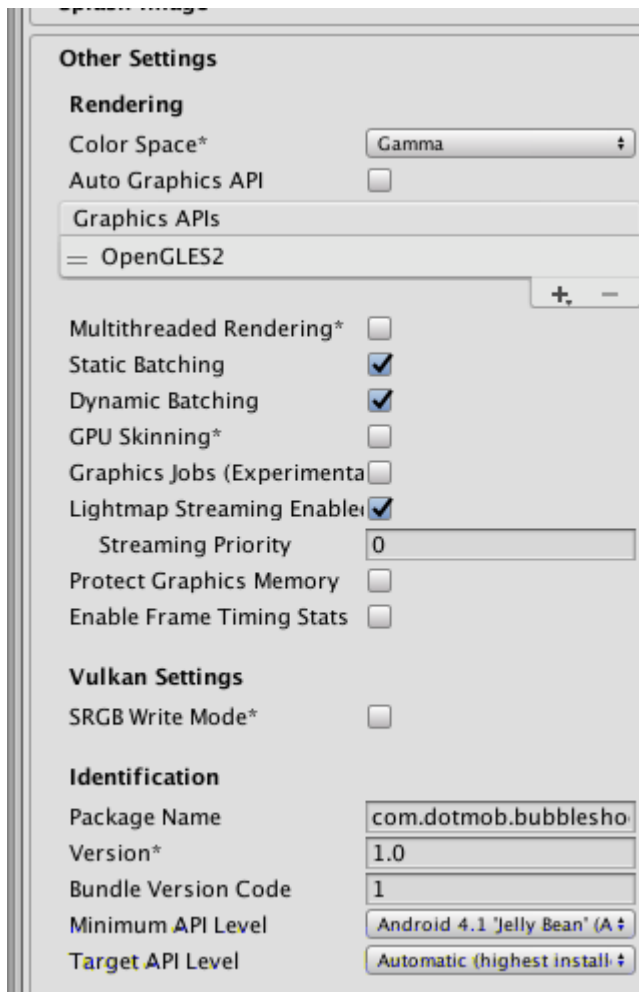 Splash Image
Other Settings
Rendering
Color Space* Gamma
Auto Graphics API
Graphics APIs
OpenGLES2
Multithreaded Rendering*
Static Batching
Dynamic Batching
GPU Skinning*
Graphics Jobs (Experimenta
Lightmap Streaming Enabled
Streaming Priority 0
Protect Graphics Memory
Enable Frame Timing Stats
Vulkan Settings
SRGB Write Mode*
Identification
Package Name com.dotmob.bubblesho
Version* 1.0
Bundle Version Code 1
Minimum API Level Android 4.1 'Jelly Bean' (A
Target API Level Automatic (highest install